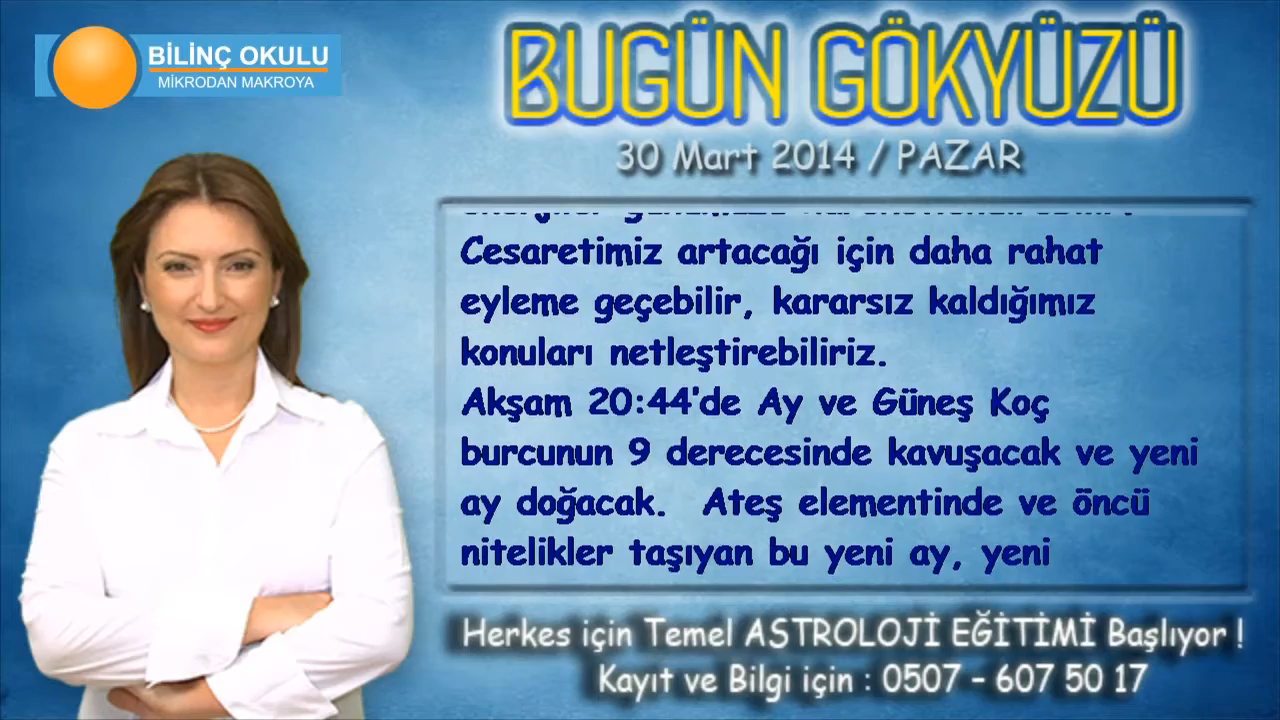 BİLİNÇ OKULU
MİKRODAN MAKROYA
BUGÜN GÖKYÜZÜ
30 Mart 2014 / PAZAR
Cesaretimiz artacağı için daha rahat
eyleme geçebilir, kararsız kaldığımız
konuları netleştirebiliriz.
Akşam 20:44'de Ay ve Güneş Koç
burcunun 9 derecesinde kavuşacak ve yeni
ay doğacak. Ateş elementinde ve öncü
nitelikler taşıyan bu yeni ay, yeni
Herkes için Temel ASTROLOJİ EĞİTİMİ Başlıyor !
Kayıt ve Bilgi için : 0507 - 607 50 17